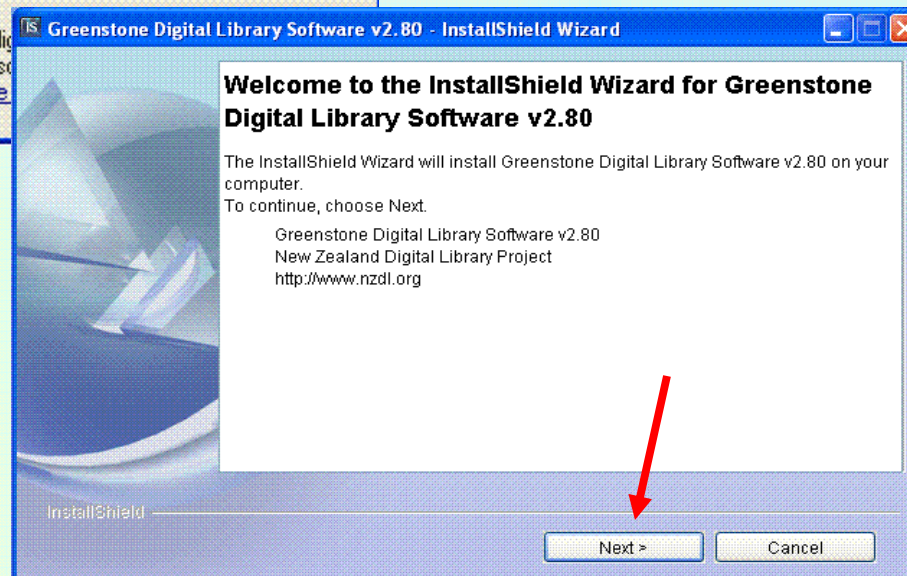 Greenstone Digital Library Software v2.80 - InstallShield Wizard
Welcome to the InstallShield Wizard for Greenstone
Digital Library Software v2.80
The InstallShield Wizard will install Greenstone Digital Library Software v2.80 on your
computer.
To continue, choose Next.
Greenstone Digital Library Software v2.80
New Zealand Digital Library Project
http://www.nzdl.org
InstallShield
Next >
Cancel